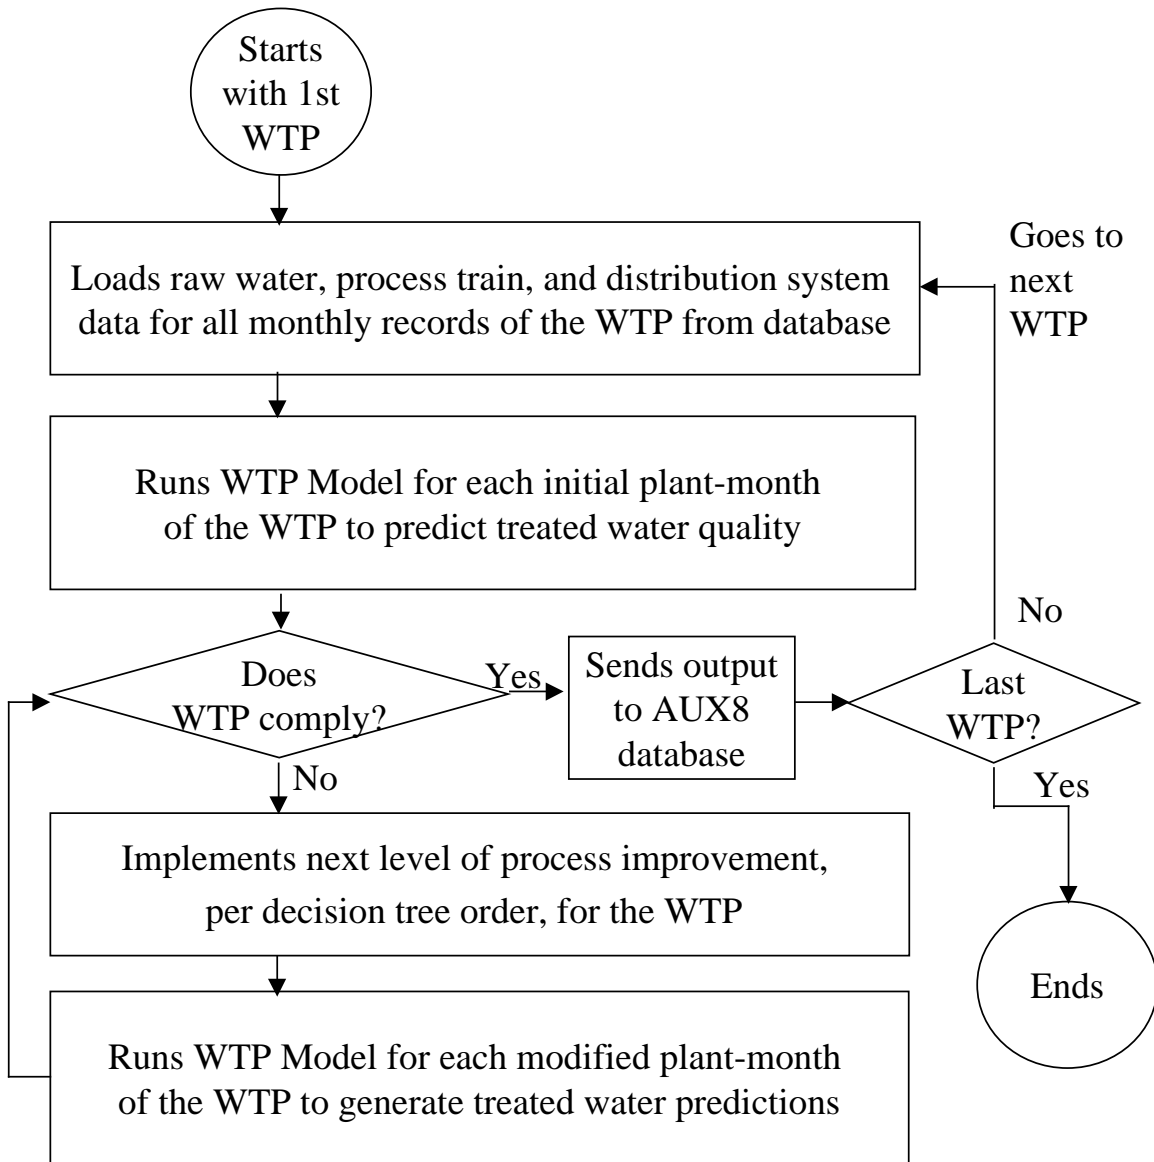 Starts
with 1st
WTP
Goes to
next
WTP
Loads raw water, process train, and distribution system
data for all monthly records of the WTP from database
Runs WTP Model for each initial plant-month
of the WTP to predict treated water quality
No
Does
WTP comply?
Yes
Sends output
to AUX8
database
Last
WTP?
No
Yes
Implements next level of process improvement,
per decision tree order, for the WTP
Ends
Runs WTP Model for each modified plant-month
of the WTP to generate treated water predictions